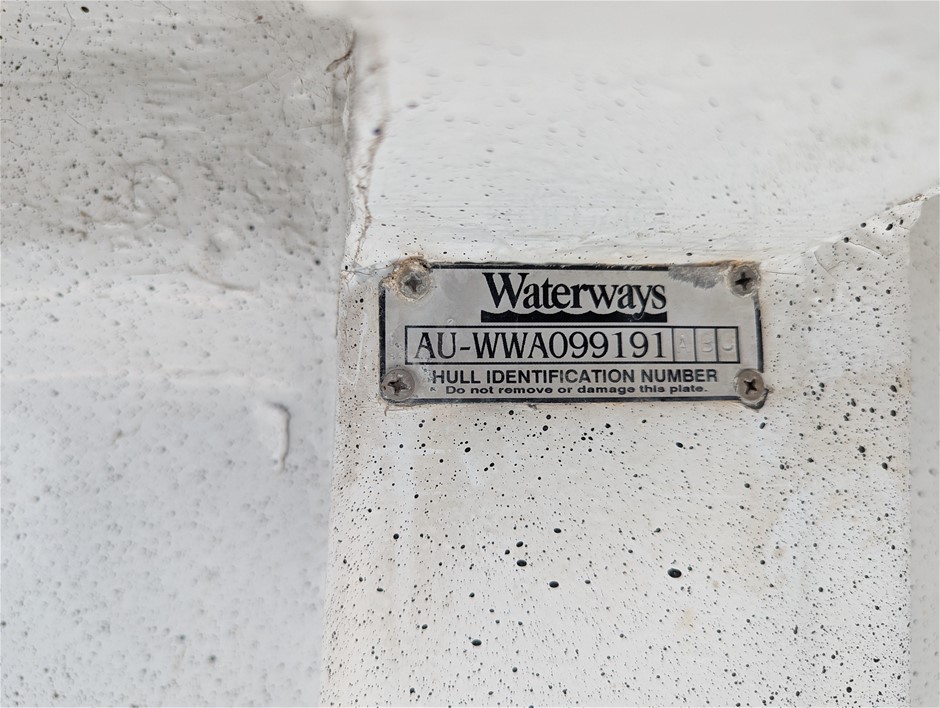 Waterways
AU-WWA099191
HULL IDENTIFICATION NUMBER
Do not remove or damage this plate.